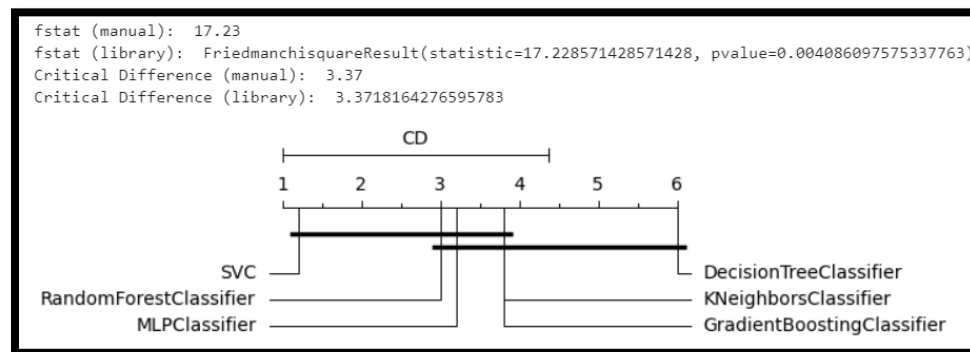 fstat (manual): 17.23
fstat (library): FriedmanchisquareResult(statistic=17.228571428571428, pvalue=0.004086097575337763)
Critical Difference (manual): 3.37
Critical Difference (library): 3.3718164276595783
CD
1 2 3 4 5 6
SVC DecisionTreeClassifier
RandomForestClassifier KNeighborsClassifier
MLPClassifier GradientBoostingClassifier